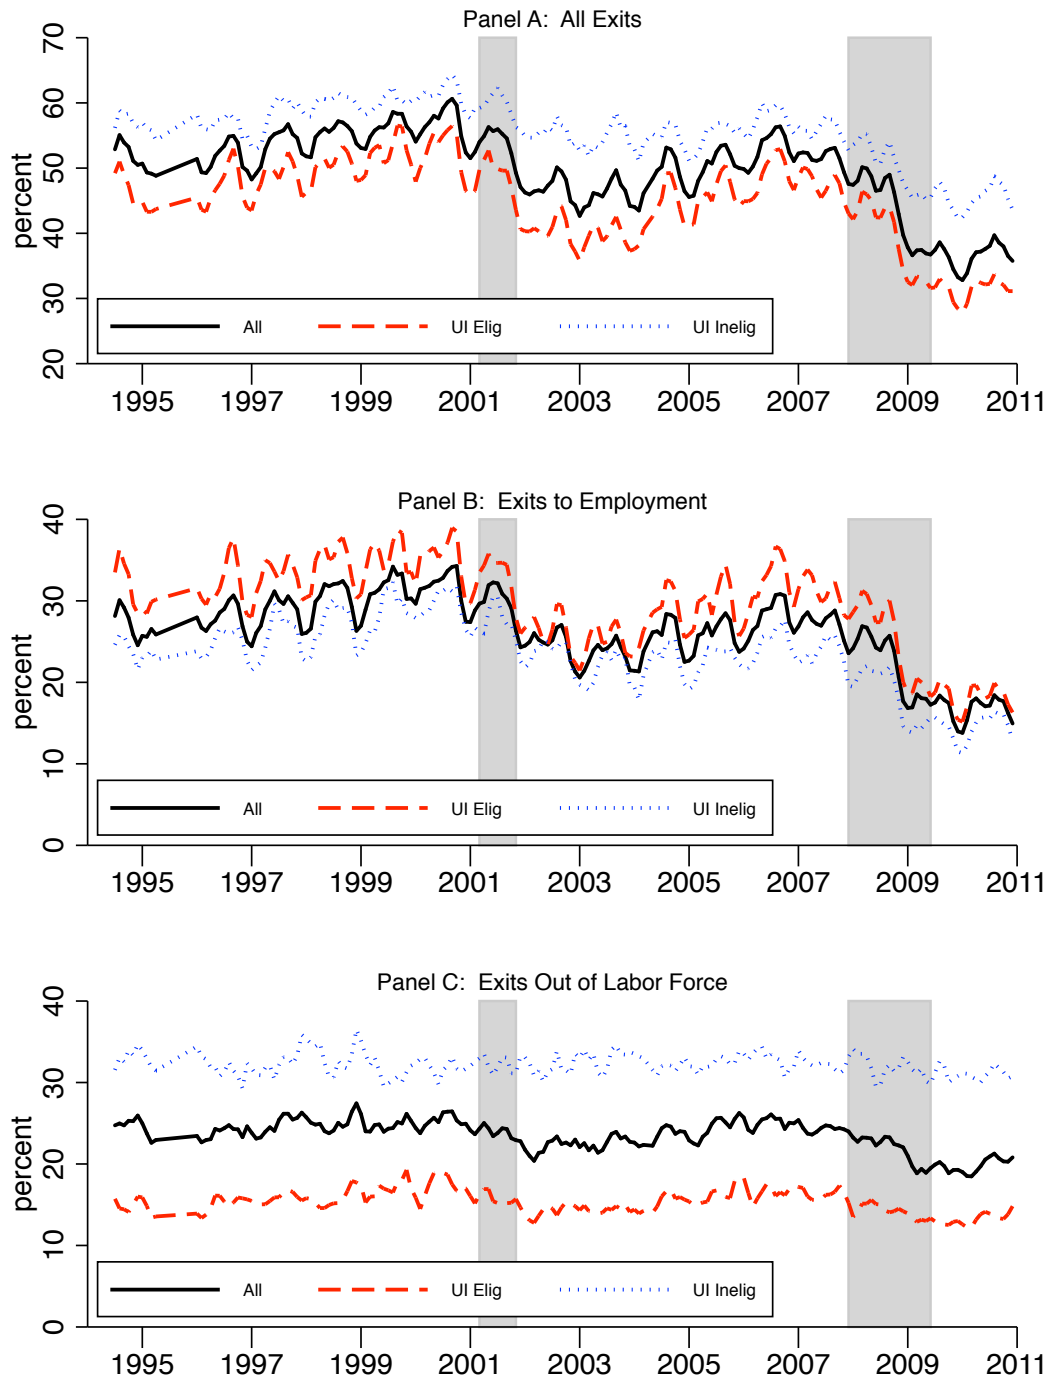 Panel A:  All Exits
percent
70
60
50
40
30
20
All
UI Elig
UI Inelig
1995 1997 1999 2001 2003 2005 2007 2009 2011
Panel B:  Exits to Employment
percent
40
30
20
10
0
All
UI Elig
UI Inelig
1995 1997 1999 2001 2003 2005 2007 2009 2011
Panel C:  Exits Out of Labor Force
percent
40
30
20
10
0
All
UI Elig
UI Inelig
1995 1997 1999 2001 2003 2005 2007 2009 2011